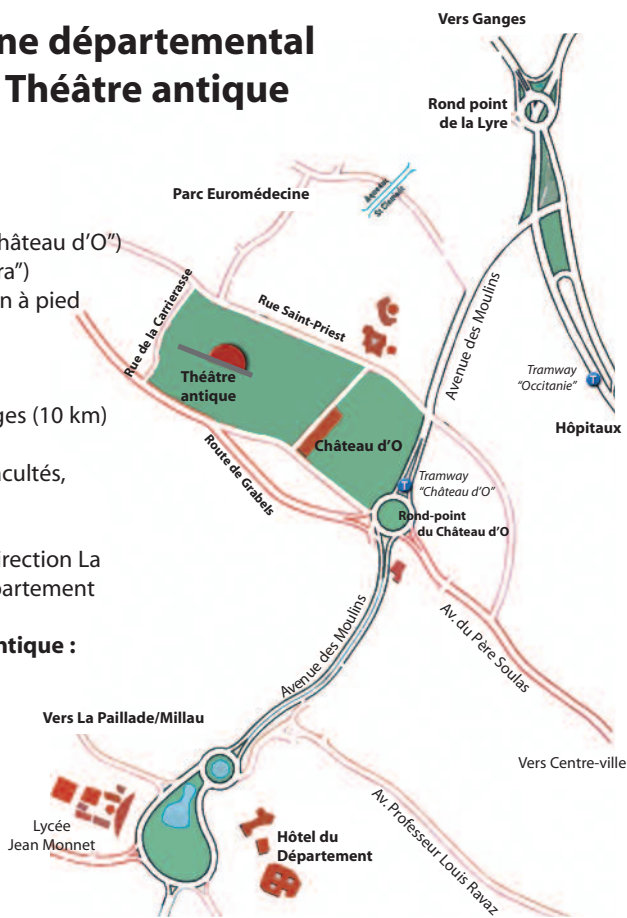 ne départemental
Théâtre antique
hâteau d’O”)
ra”)
n à pied
ges (10 km)
cultés,
irection La
partement
ntique :
Vers Ganges
Rond point
de la Lyre
Parc Euromédecine
Aqueduc
St Clément
Rue de la Carrierasse
Rue Saint-Priest
Avenue des Moulins
Tramway
“Occitanie”
T
Hôpitaux
Théâtre
antique
Château d’O
Route de Grabels
T
Tramway
“Château d’O”
Rond-point
du Château d’O
Avenue des Moulins
Av. du Père Soulas
Vers La Paillade/Millau
Vers Centre-ville
Lycée
Jean Monnet
Hôtel du
Département
Av. Professeur Louis Ravaz